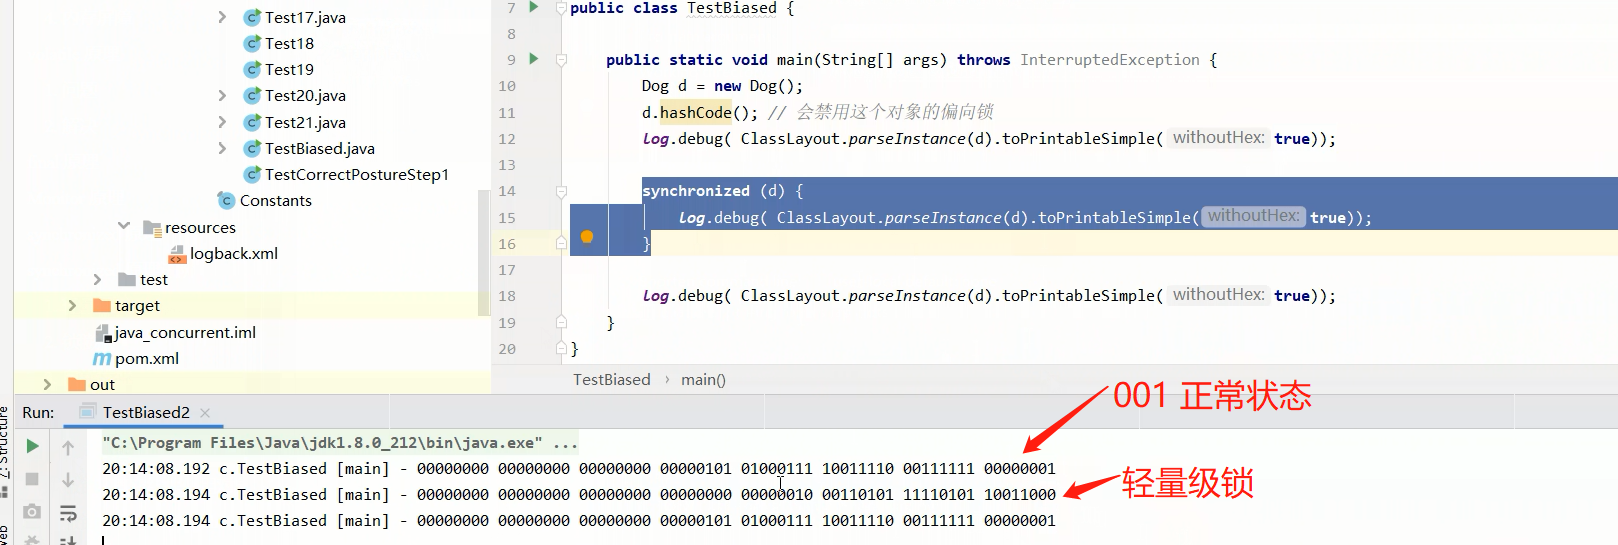 Test17.java
Test18
Test19
Test20.java
Test21.java
TestBiased.java
TestCorrectPostureStep1
Constants
resources
logback.xml
test
target
java_concurrent.iml
pom.xml
out
7 public class TestBiased {
8
9 public static void main(String[] args) throws InterruptedException {
10 Dog d = new Dog();
11 d.hashCode(); // 会禁用这个对象的偏向锁
12 log.debug( ClassLayout.parseInstance(d).toPrintableSimple( withoutHex: true));
13
14 synchronized (d) {
15 log.debug( ClassLayout.parseInstance(d).toPrintableSimple( withoutHex: true));
16 }
17
18 log.debug( ClassLayout.parseInstance(d).toPrintableSimple( withoutHex: true));
19 }
20 }
TestBiased › main()
001 正常状态
Run: TestBiased2 ×
Z: Structure
"C:\Program Files\Java\jdk1.8.0_212\bin\java.exe" ...
20:14:08.192 c.TestBiased [main] - 00000000 00000000 00000000 00000101 01000111 10011110 00111111 00000001
轻量级锁
20:14:08.194 c.TestBiased [main] - 00000000 00000000 00000000 00000000 00000010 00110101 11110101 10011000
20:14:08.194 c.TestBiased [main] - 00000000 00000000 00000000 00000101 01000111 10011110 00111111 00000001